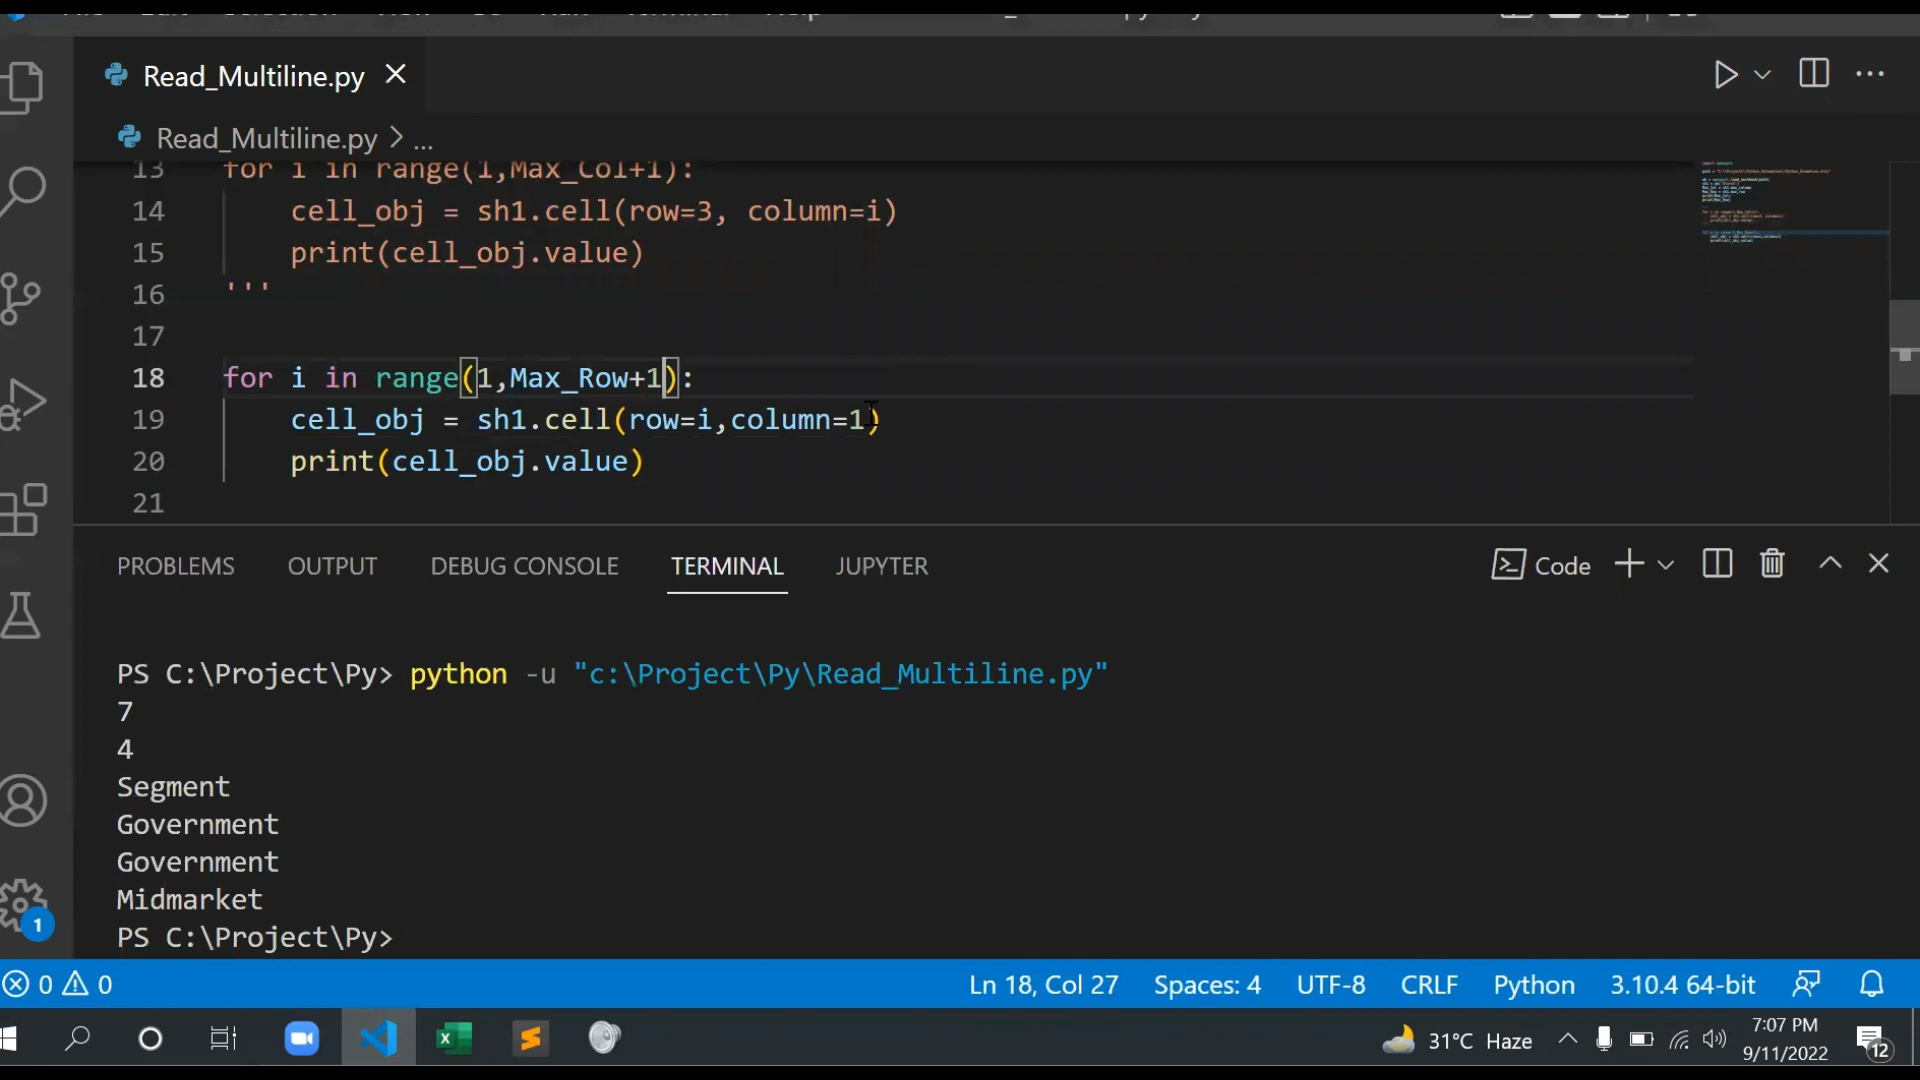 Read_Multiline.py
Read_Multiline.py > ...
13 for i in range(1,Max_Col+1):
14 cell_obj = sh1.cell(row=3, column=i)
15 print(cell_obj.value)
16 '''
17
18 for i in range(1,Max_Row+1):
19 cell_obj = sh1.cell(row=i,column=1)
20 print(cell_obj.value)
21
PROBLEMS OUTPUT DEBUG CONSOLE TERMINAL JUPYTER Code
PS C:\Project\Py> python -u "c:\Project\Py\Read_Multiline.py"
7
4
Segment
Government
Government
Midmarket
PS C:\Project\Py>
1
0 0 Ln 18, Col 27 Spaces: 4 UTF-8 CRLF Python 3.10.4 64-bit
31°C Haze 7:07 PM
9/11/2022
12